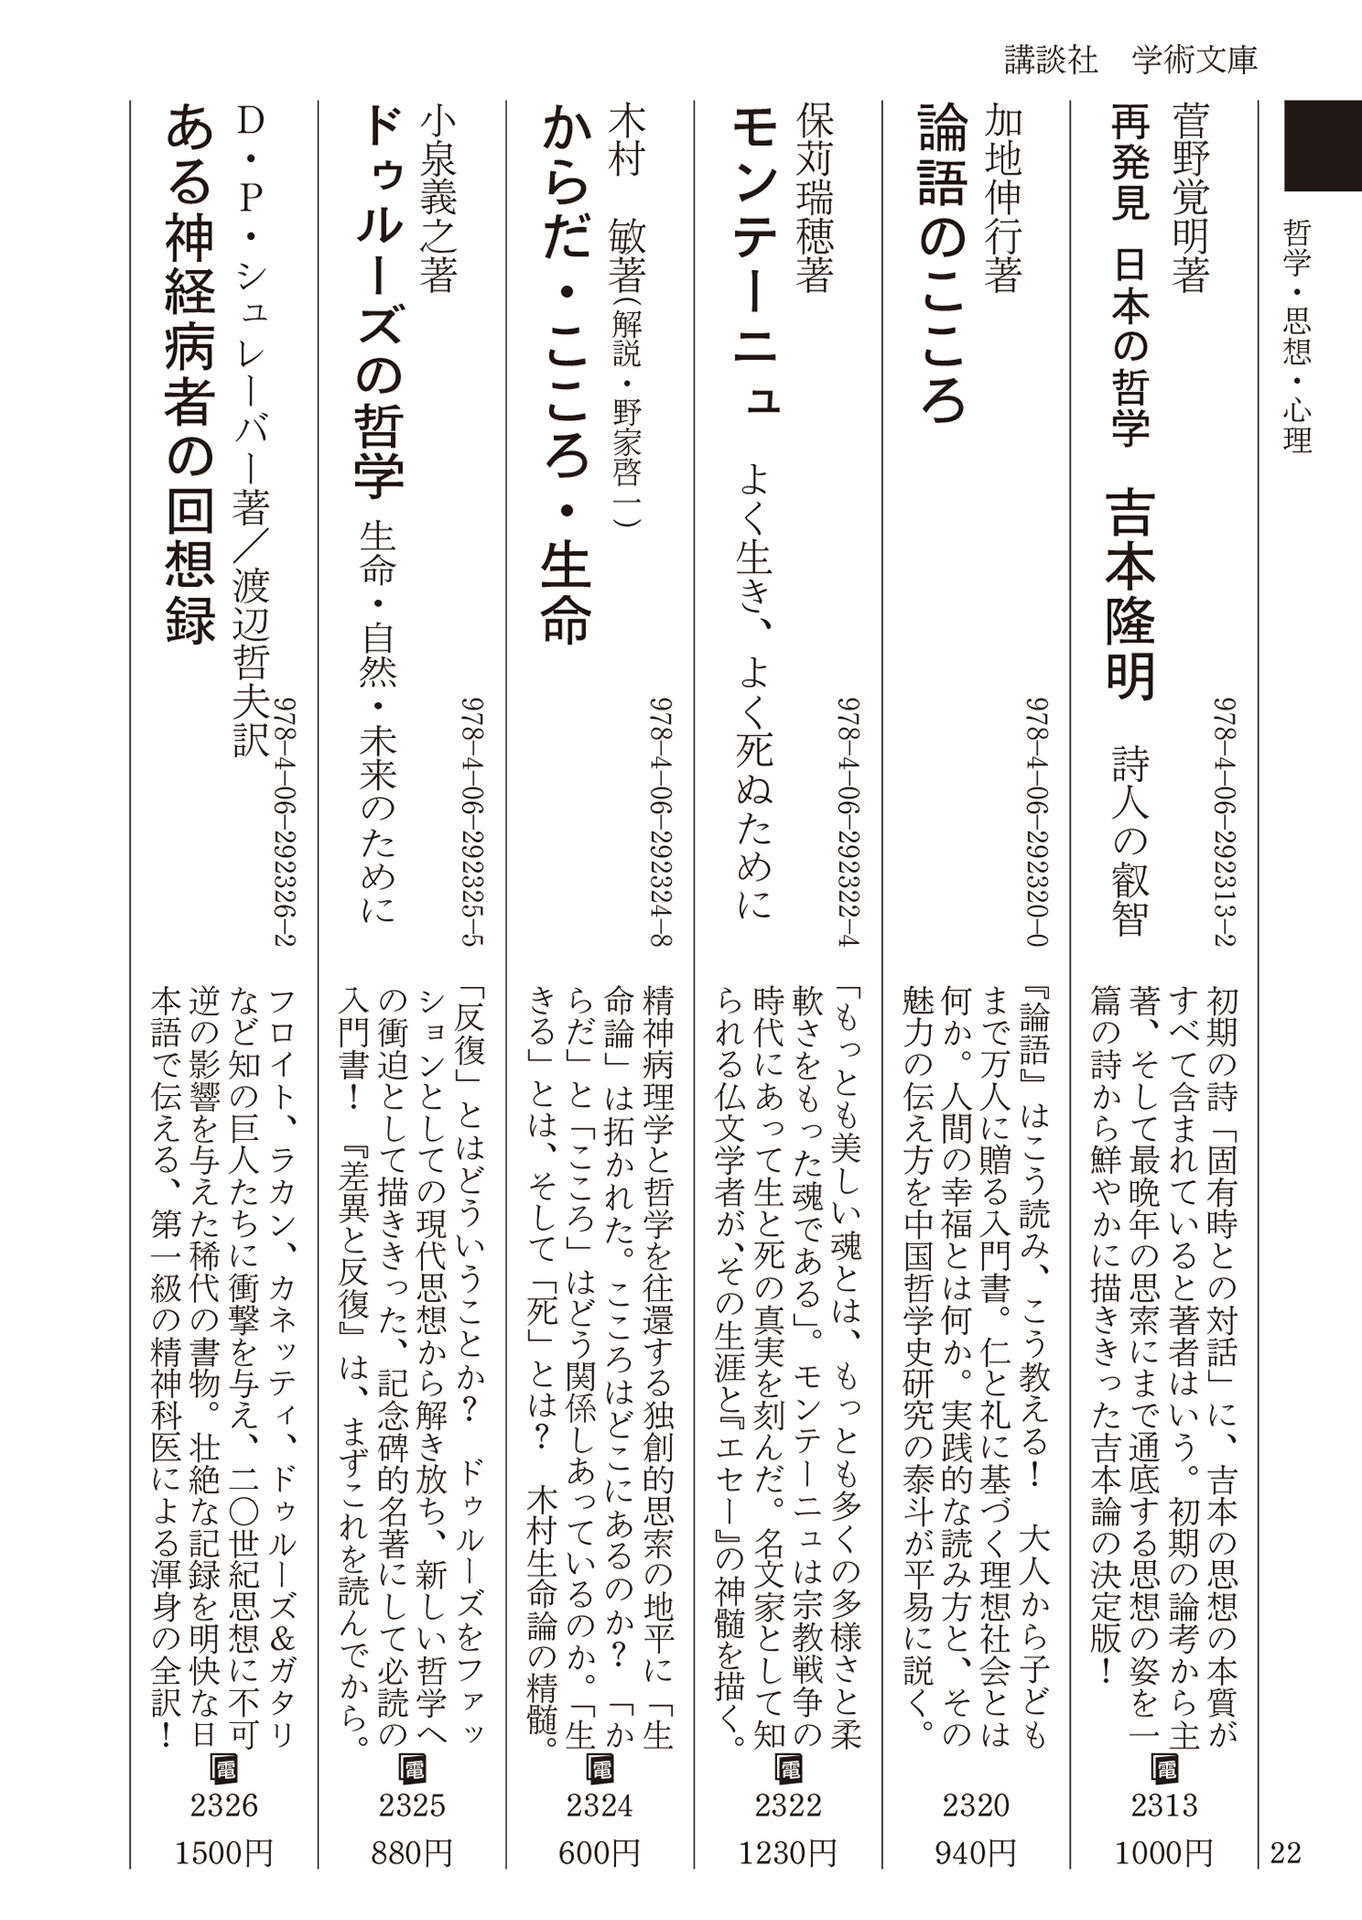 講談社　学術文庫
哲学・思想・心理
菅野覚明著
再発見 日本の哲学　吉本隆明　詩人の叡智
978-4-06-292313-2
初期の詩「固有時との対話」に、吉本の思想の本質が
すべて含まれていると著者はいう。初期の論考から主
著、そして最晩年の思索にまで通底する思想の姿を一
篇の詩から鮮やかに描ききった吉本論の決定版！
電
2313
1000円
加地伸行著
論語のこころ
978-4-06-292320-0
『論語』はこう読み、こう教える！　大人から子ども
まで万人に贈る入門書。仁と礼に基づく理想社会とは
何か。人間の幸福とは何か。実践的な読み方と、その
魅力の伝え方を中国哲学史研究の泰斗が平易に説く。
2320
940円
保苅瑞穂著
モンテーニュ　よく生き、よく死ぬために
978-4-06-292322-4
「もっとも美しい魂とは、もっとも多くの多様さと柔
軟さをもった魂である」。モンテーニュは宗教戦争の
時代にあって生と死の真実を刻んだ。名文家として知
られる仏文学者が、その生涯と『エセー』の神髄を描く。
電
2322
1230円
木村　敏著（解説・野家啓一）
からだ・こころ・生命
978-4-06-292324-8
精神病理学と哲学を往還する独創的思索の地平に「生
命論」は拓かれた。こころはどこにあるのか？　「か
らだ」と「こころ」はどう関係しあっているのか。「生
きる」とは、そして「死」とは？　木村生命論の精髄。
電
2324
600円
小泉義之著
ドゥルーズの哲学 生命・自然・未来のために
978-4-06-292325-5
「反復」とはどういうことか？　ドゥルーズをファッ
ションとしての現代思想から解き放ち、新しい哲学へ
の衝迫として描ききった、記念碑的名著にして必読の
入門書！　『差異と反復』は、まずこれを読んでから。
電
2325
880円
D・P・シュレーバー著／渡辺哲夫訳
ある神経病者の回想録
978-4-06-292326-2
フロイト、ラカン、カネッティ、ドゥルーズ＆ガタリ
など知の巨人たちに衝撃を与え、二〇世紀思想に不可
逆の影響を与えた稀代の書物。壮絶な記録を明快な日
本語で伝える、第一級の精神科医による渾身の全訳！
電
2326
1500円
22